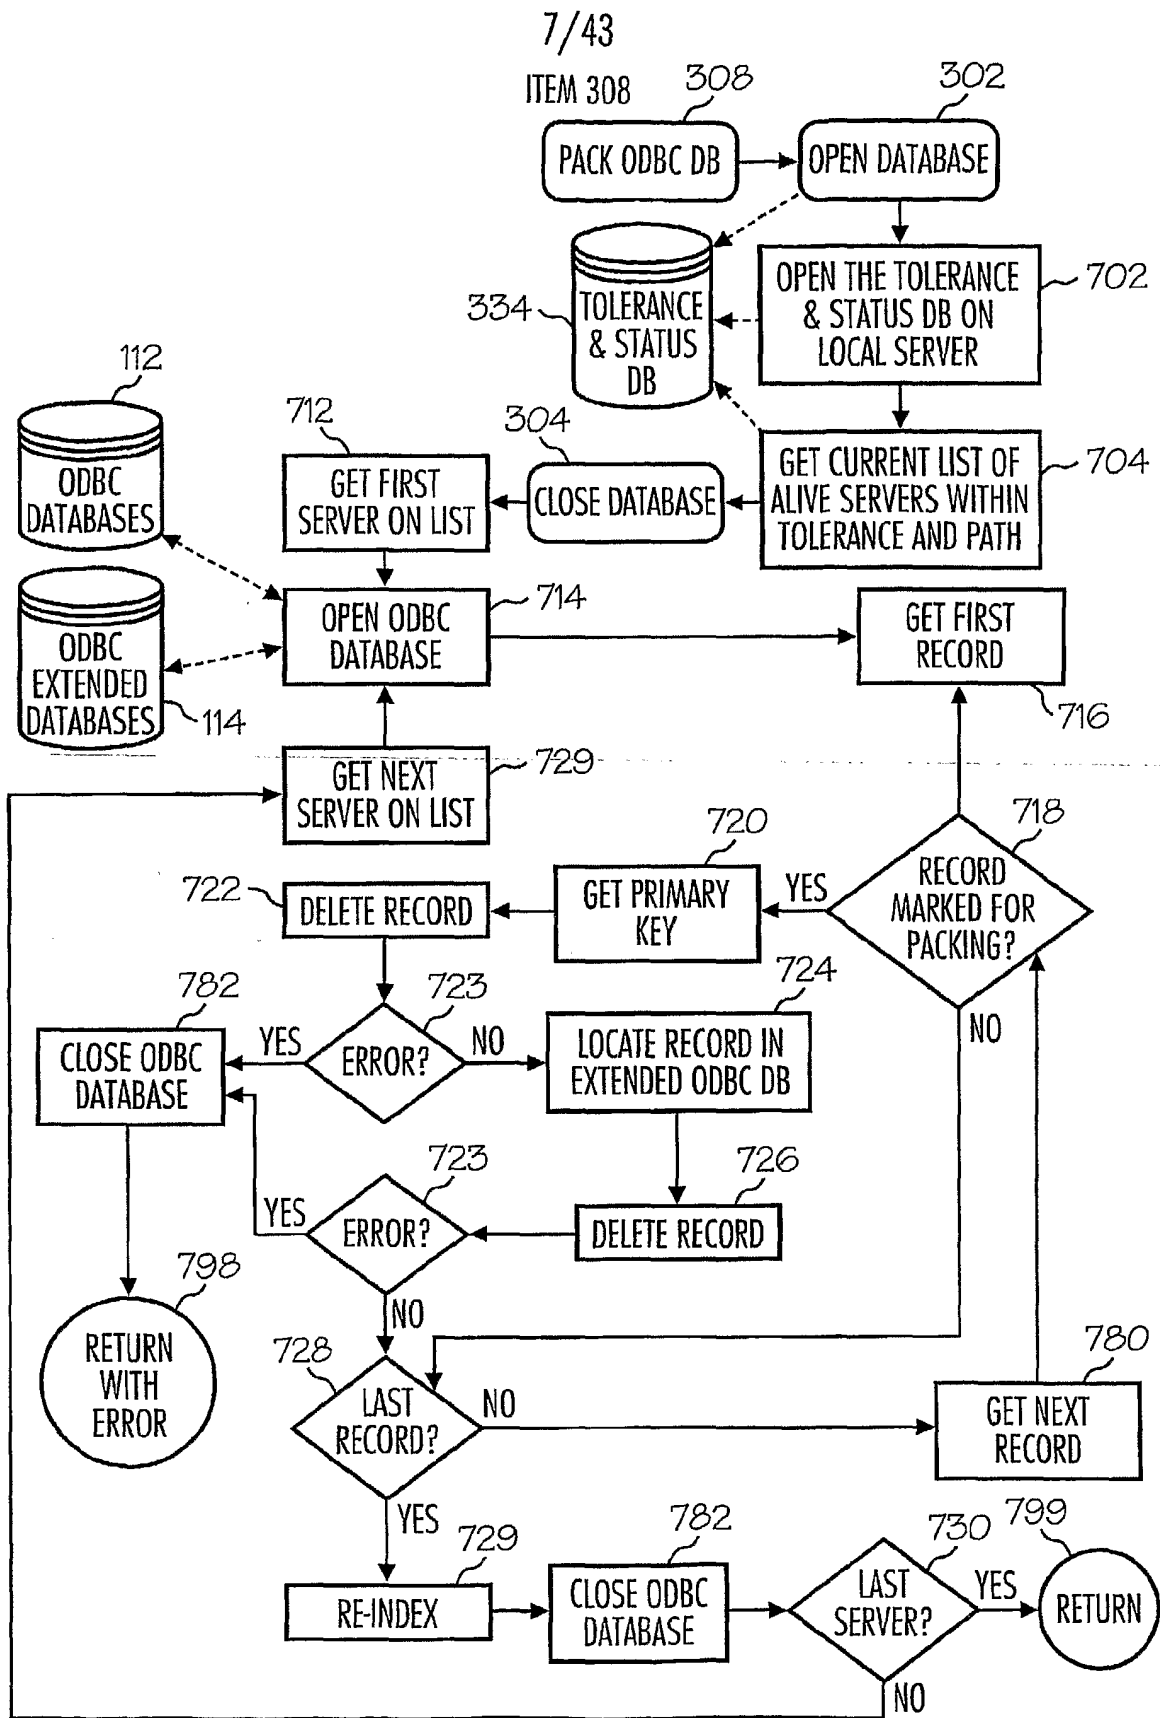 7/43
ITEM 308
308
302
PACK ODBC DB
OPEN DATABASE
334
TOLERANCE
& STATUS
DB
OPEN THE TOLERANCE
& STATUS DB ON
LOCAL SERVER
702
112
ODBC
DATABASES
712
GET FIRST
SERVER ON LIST
304
CLOSE DATABASE
GET CURRENT LIST OF
ALIVE SERVERS WITHIN
TOLERANCE AND PATH
704
ODBC
EXTENDED
DATABASES
114
OPEN ODBC
DATABASE
714
GET FIRST
RECORD
716
GET NEXT
SERVER ON LIST
729
718
RECORD
MARKED FOR
PACKING?
YES
NO
720
GET PRIMARY
KEY
722
DELETE RECORD
782
CLOSE ODBC
DATABASE
YES
723
ERROR?
NO
724
LOCATE RECORD IN
EXTENDED ODBC DB
YES
723
ERROR?
NO
726
DELETE RECORD
798
RETURN
WITH
ERROR
728
LAST
RECORD?
NO
YES
780
GET NEXT
RECORD
729
RE-INDEX
782
CLOSE ODBC
DATABASE
730
LAST
SERVER?
YES
NO
799
RETURN